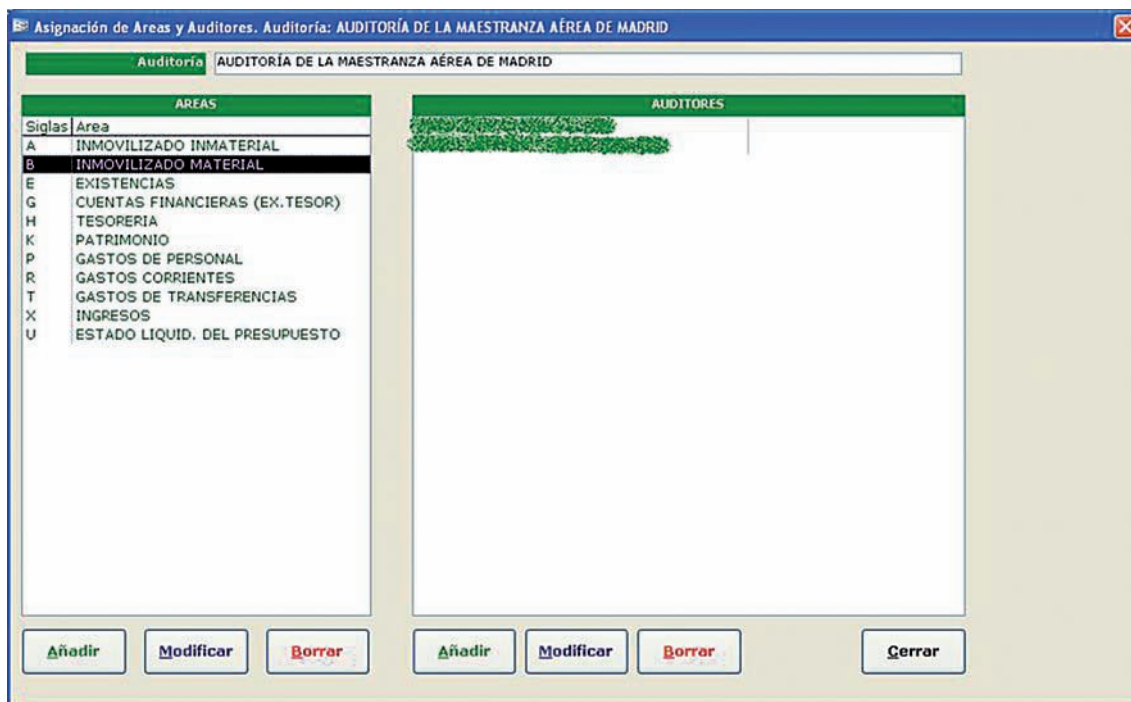 Asignación de Areas y Auditores. Auditoría: AUDITORÍA DE LA MAESTRANZA AÉREA DE MADRID
Auditoría AUDITORÍA DE LA MAESTRANZA AÉREA DE MADRID
AREAS
Siglas Area
A INMOVILIZADO INMATERIAL
B INMOVILIZADO MATERIAL
E EXISTENCIAS
G CUENTAS FINANCIERAS (EX.TESOR)
H TESORERIA
K PATRIMONIO
P GASTOS DE PERSONAL
R GASTOS CORRIENTES
T GASTOS DE TRANSFERENCIAS
X INGRESOS
U ESTADO LIQUID. DEL PRESUPUESTO
Añadir Modificar Borrar
AUDITORES
Añadir Modificar Borrar
Cerrar